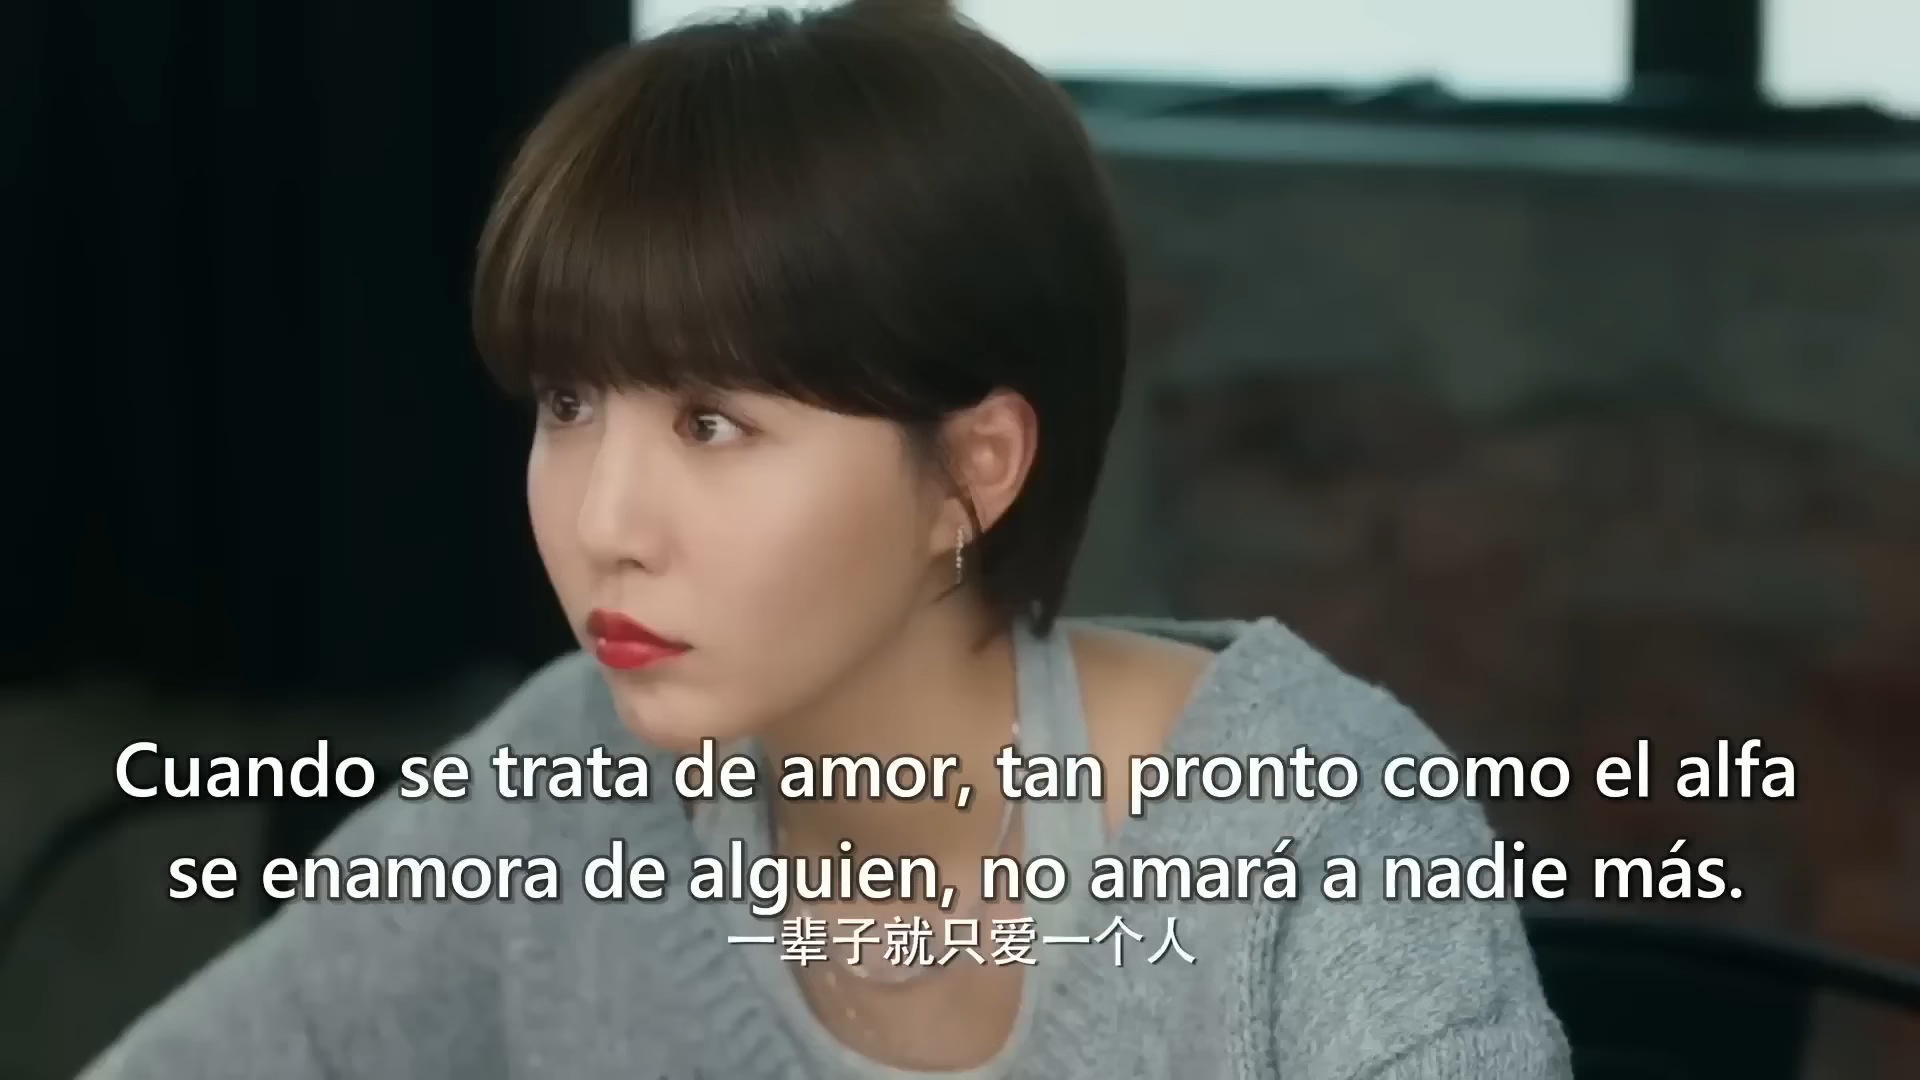 Cuando se trata de amor, tan pronto como el alfa
se enamora de alguien, no amará a nadie más.
一辈子就只爱一个人